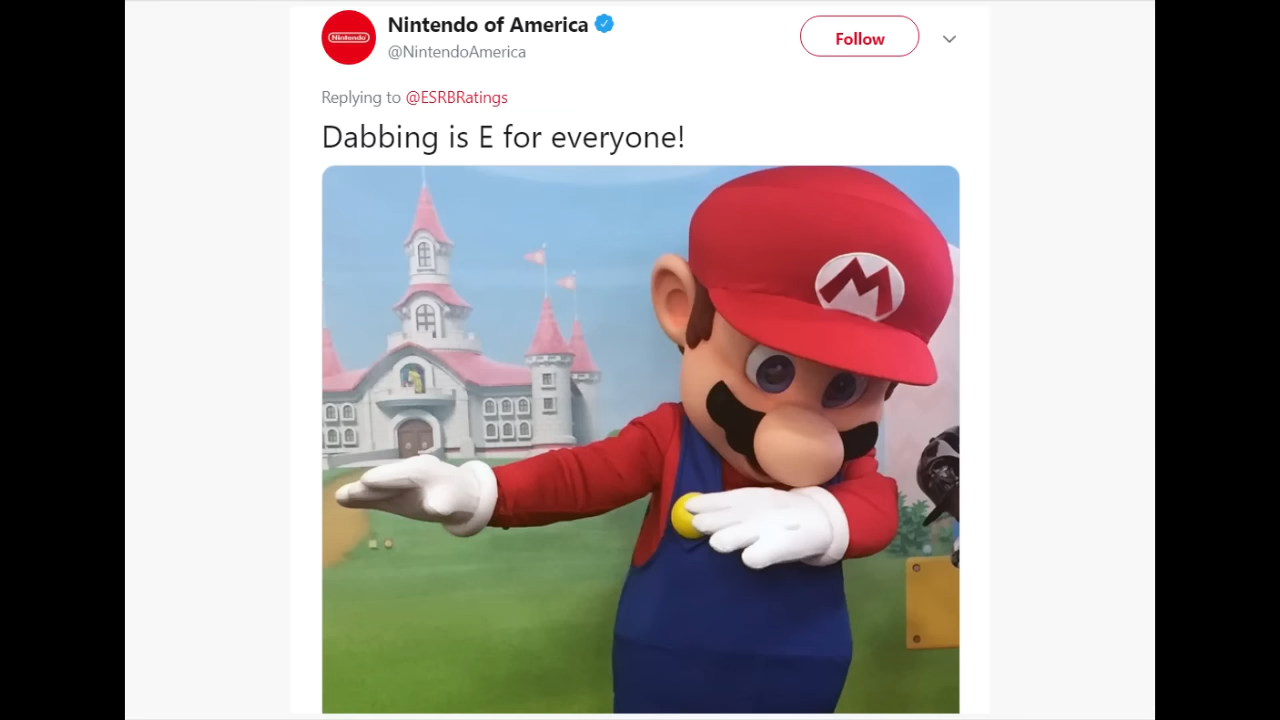 Nintendo
Nintendo of America
@NintendoAmerica
Follow
Replying to @ESRBRatings
Dabbing is E for everyone!
M